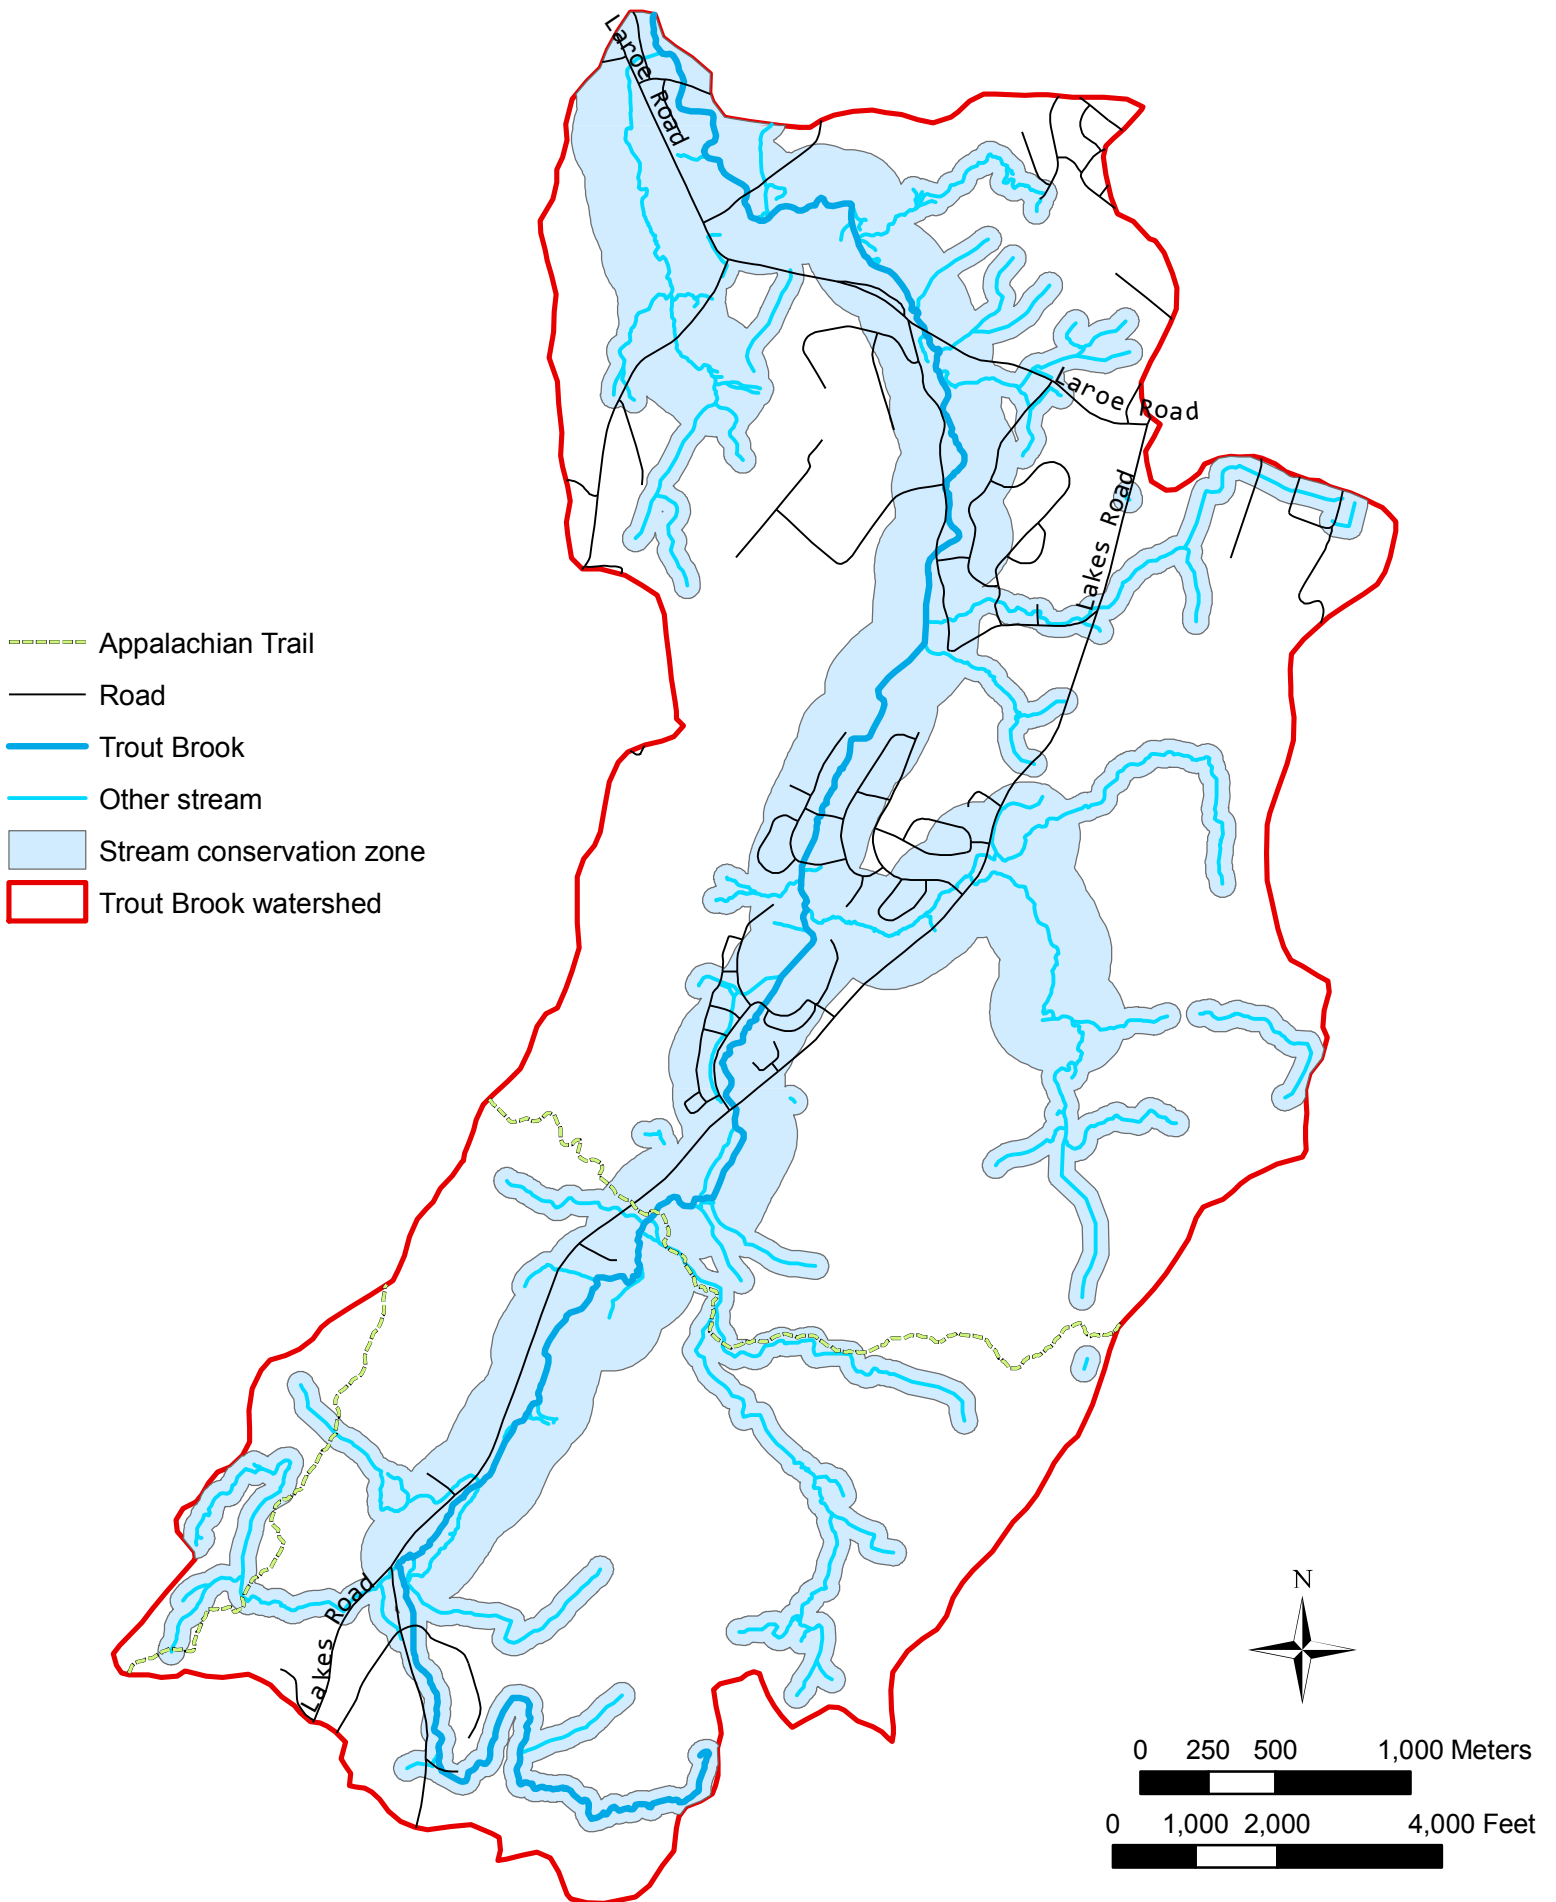 Laroe Road
Laroe Road
Lakes Road
Appalachian Trail
Road
Trout Brook
Other stream
Stream conservation zone
Trout Brook watershed
Lakes Road
N
0 250 500 1,000 Meters
0 1,000 2,000 4,000 Feet